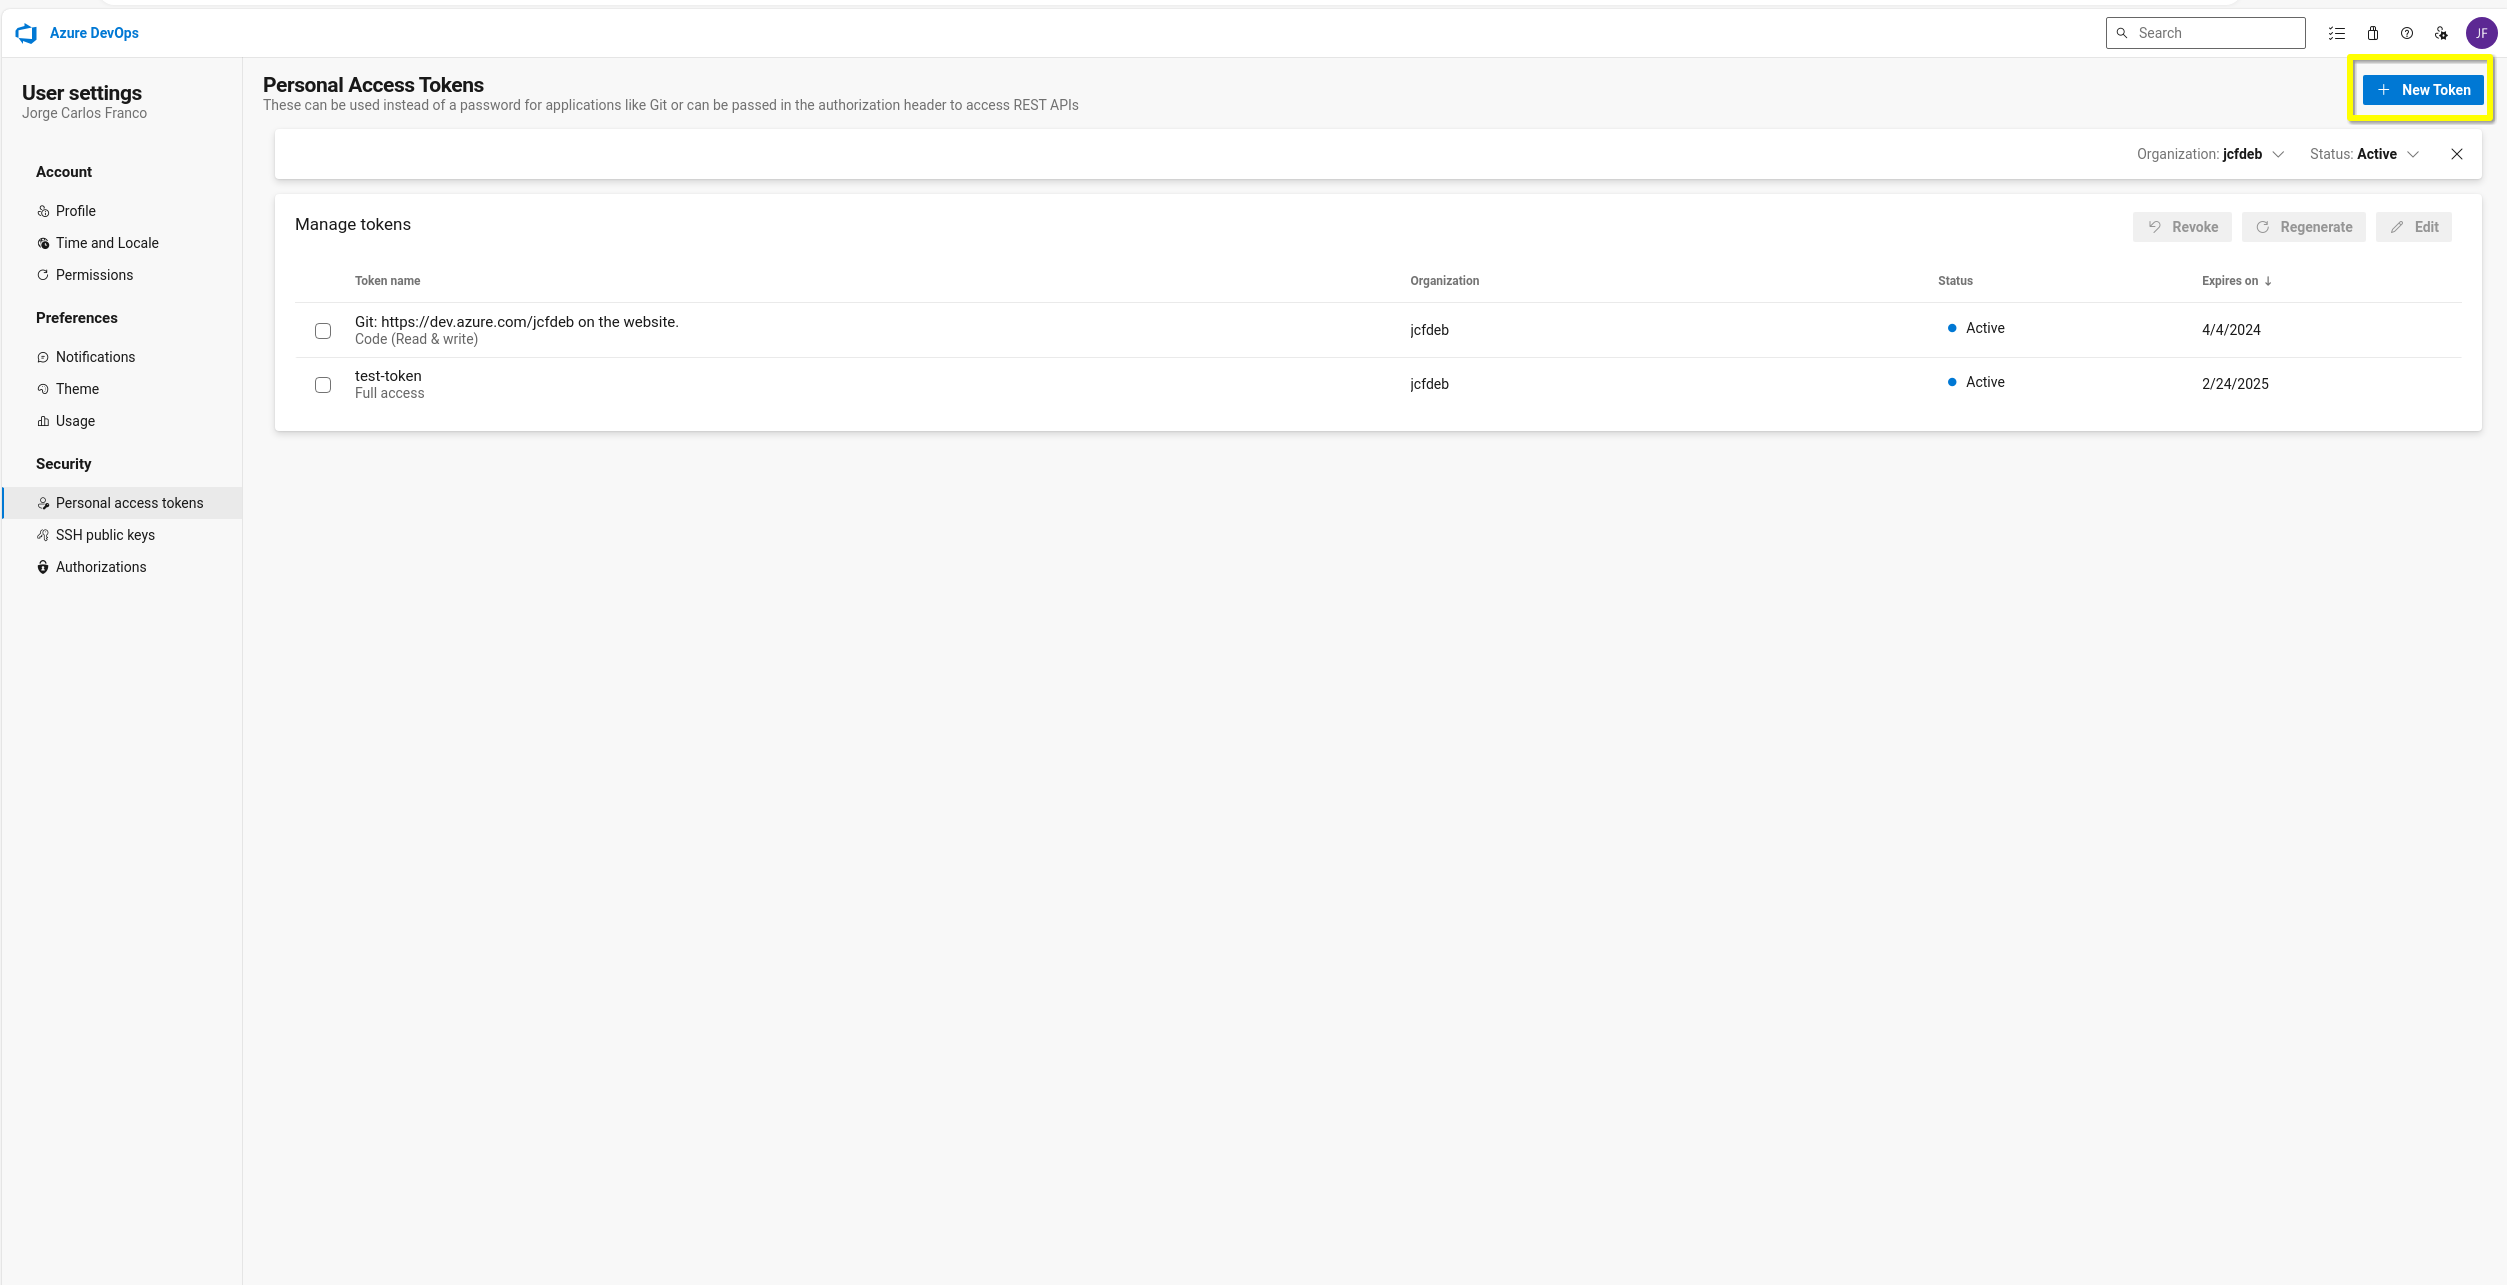 Azure DevOps
Search
JF
User settings
Jorge Carlos Franco
Account
Profile
Time and Locale
Permissions
Preferences
Notifications
Theme
Usage
Security
Personal access tokens
SSH public keys
Authorizations
Personal Access Tokens
These can be used instead of a password for applications like Git or can be passed in the authorization header to access REST APIs
New Token
Organization: jcfdeb Status: Active
Manage tokens
Revoke Regenerate Edit
Token name Organization Status Expires on
Git: https://dev.azure.com/jcfdeb on the website. jcfdeb Active 4/4/2024
Code (Read & write)
test-token jcfdeb Active 2/24/2025
Full access